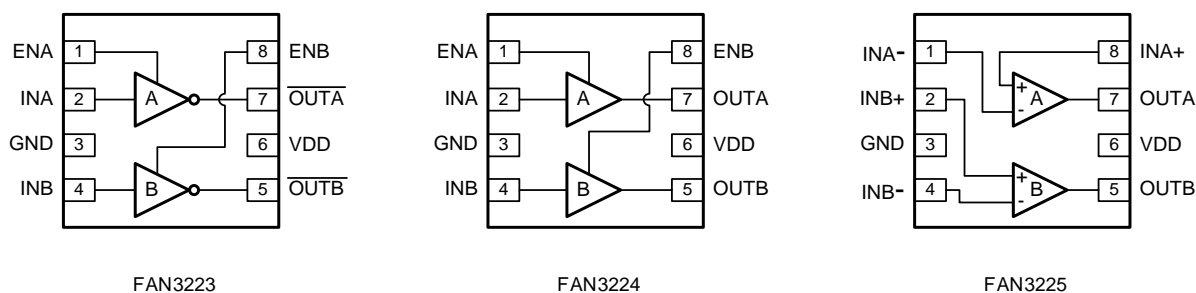 ENA 1 8 ENB
INA 2 A 7 OUTA
GND 3 6 VDD
INB 4 B 5 OUTB
FAN3223
ENA 1 8 ENB
INA 2 A 7 OUTA
GND 3 6 VDD
INB 4 B 5 OUTB
FAN3224
INA- 1 8 INA+
INB+ 2 + - A 7 OUTA
GND 3 6 VDD
INB- 4 + - B 5 OUTB
FAN3225